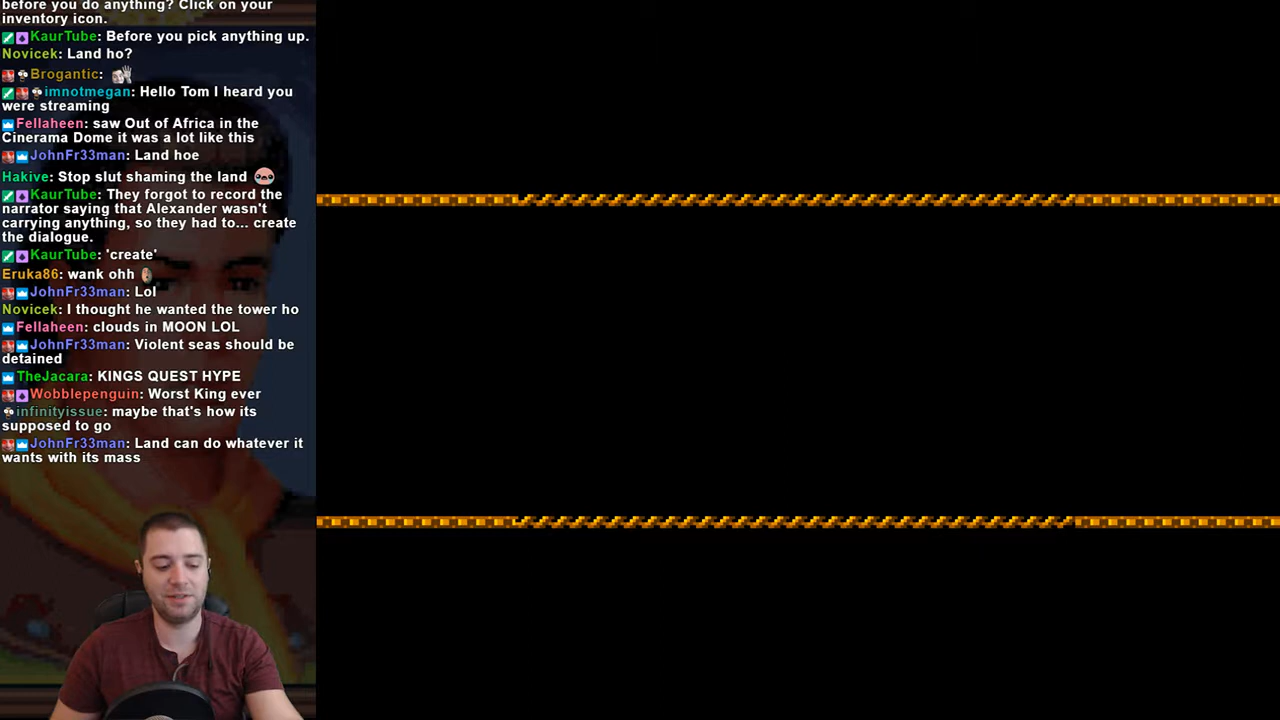 before you do anything? Click on your
inventory icon.
KaurTube: Before you pick anything up.
Novicek: Land ho?
Brogantic:
imnotmegan: Hello Tom I heard you
were streaming
Fellaheen: saw Out of Africa in the
Cinerama Dome it was a lot like this
JohnFr33man: Land hoe
Hakive: Stop slut shaming the land
KaurTube: They forgot to record the
narrator saying that Alexander wasn't
carrying anything, so they had to... create
the dialogue.
KaurTube: 'create'
Eruka86: wank ohh
JohnFr33man: Lol
Novicek: I thought he wanted the tower ho
Fellaheen: clouds in MOON LOL
JohnFr33man: Violent seas should be
detained
TheJacara: KINGS QUEST HYPE
Wobblepenguin: Worst King ever
infinityissue: maybe that's how its
supposed to go
JohnFr33man: Land can do whatever it
wants with its mass